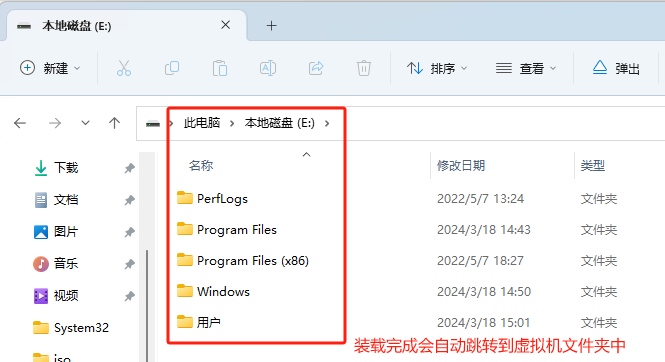 本地磁盘 (E:)
新建
排序
查看
弹出
此电脑 本地磁盘 (E:)
名称 修改日期 类型
下载
文档
图片
音乐
视频
System32
iso
PerfLogs 2022/5/7 13:24 文件夹
Program Files 2024/3/18 14:43 文件夹
Program Files (x86) 2022/5/7 18:27 文件夹
Windows 2024/3/18 14:50 文件夹
用户 2024/3/18 15:01 文件夹
装载完成会自动跳转到虚拟机文件夹中